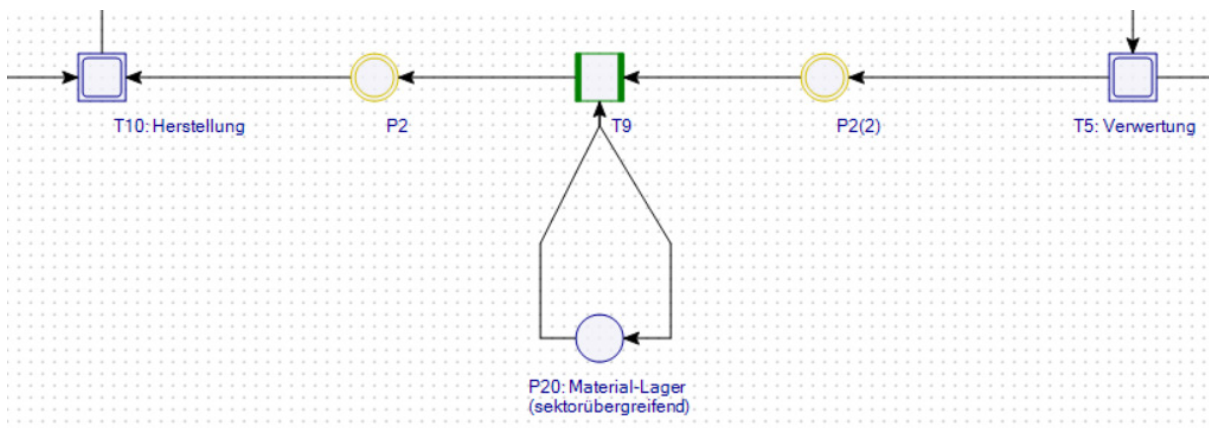 T10: Herstellung
P2
T9
P2(2)
T5: Verwertung
P20: Material-Lager
(sektorübergreifend)